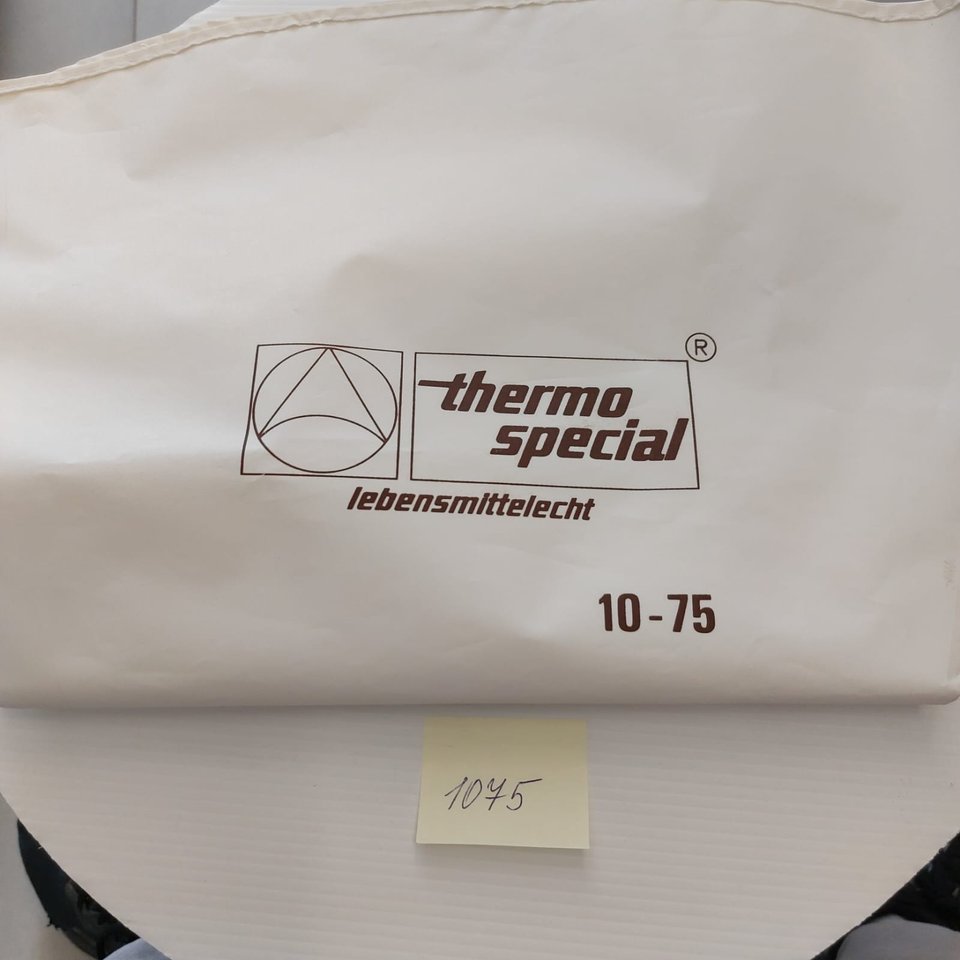 ®
thermo
special
lebensmittelecht
10-75
1075